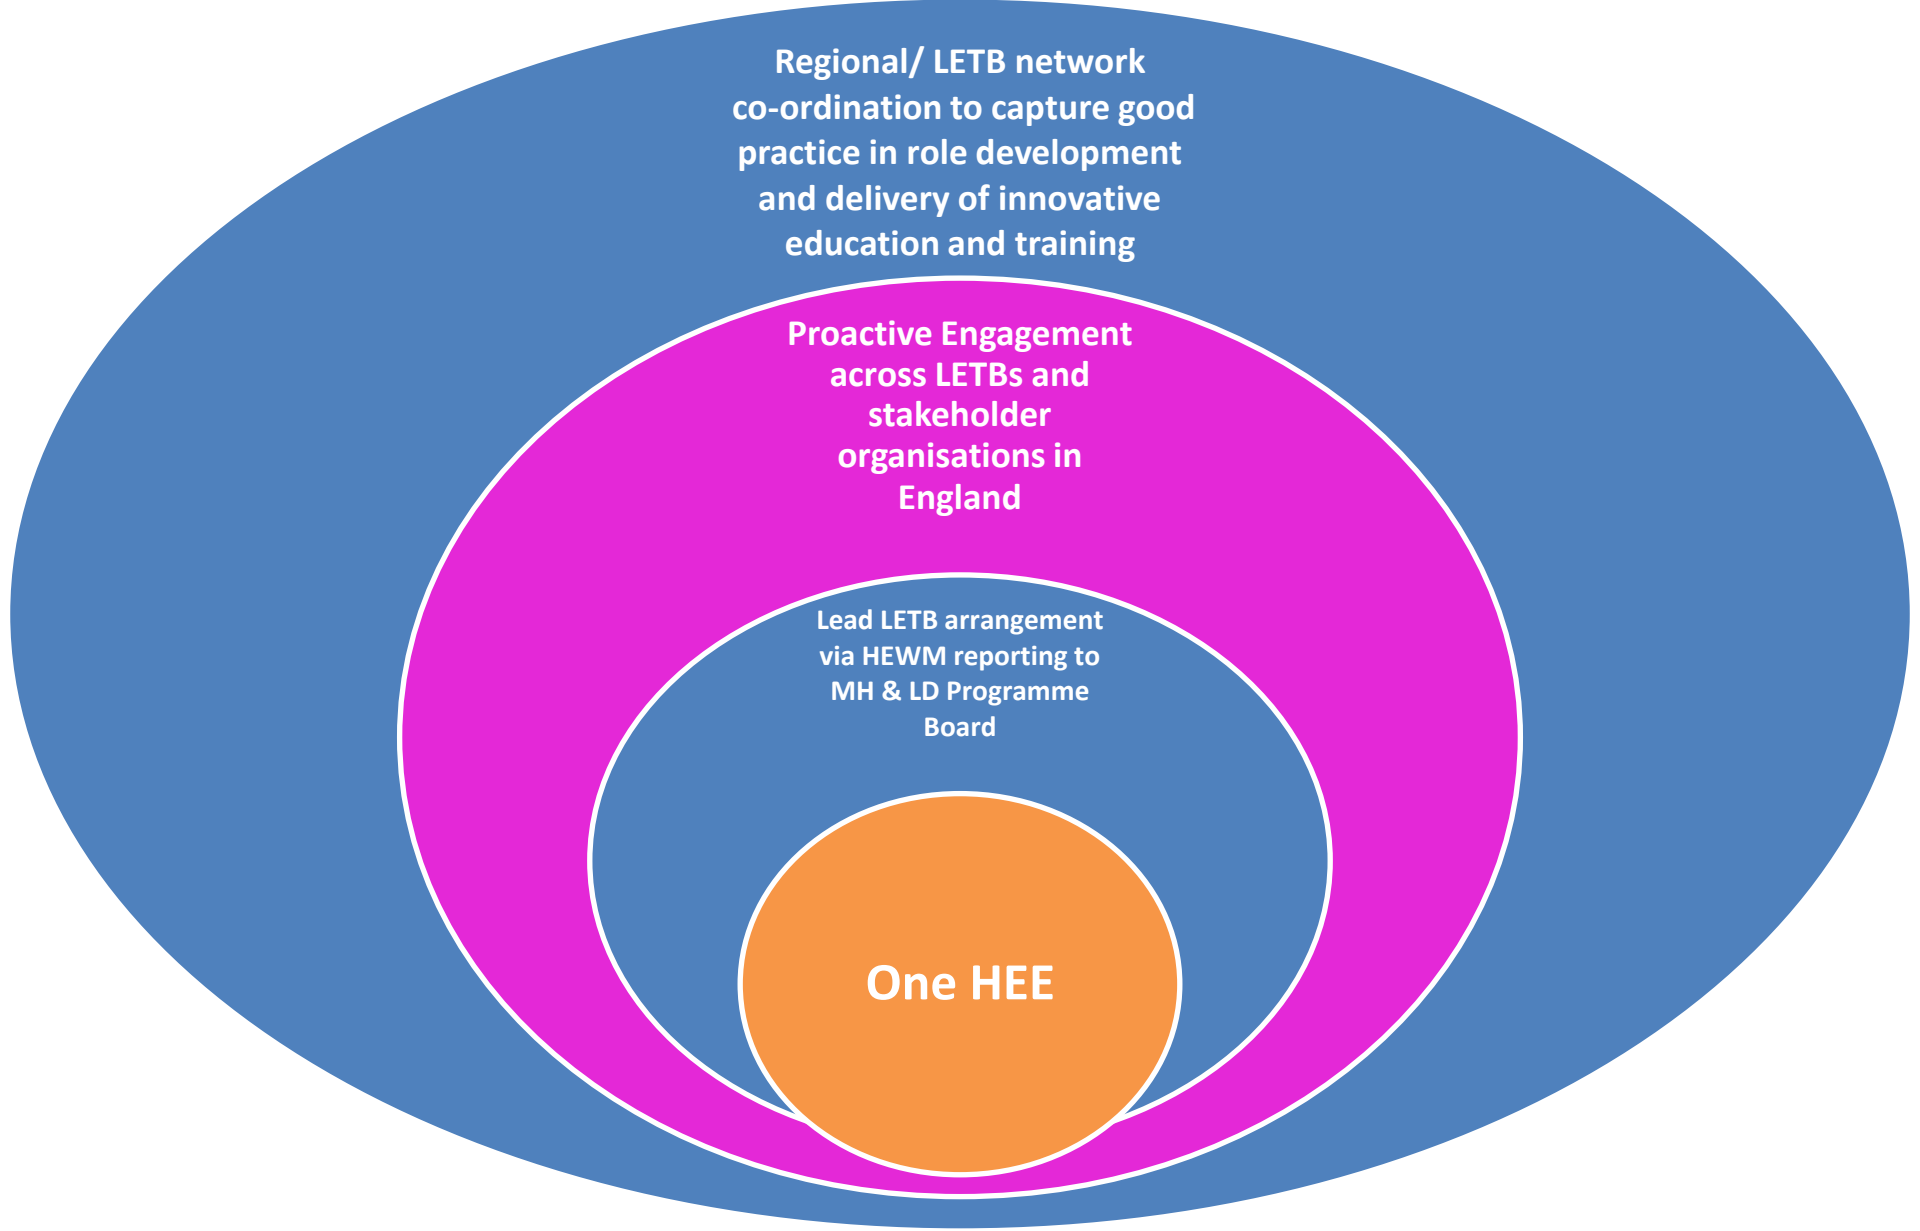 Regional/ LETB network
co-ordination to capture good
practice in role development
and delivery of innovative
education and training
Proactive Engagement
across LETBs and
stakeholder
organisations in
England
Lead LETB arrangement
via HEWM reporting to
MH & LD Programme
Board
One HEE